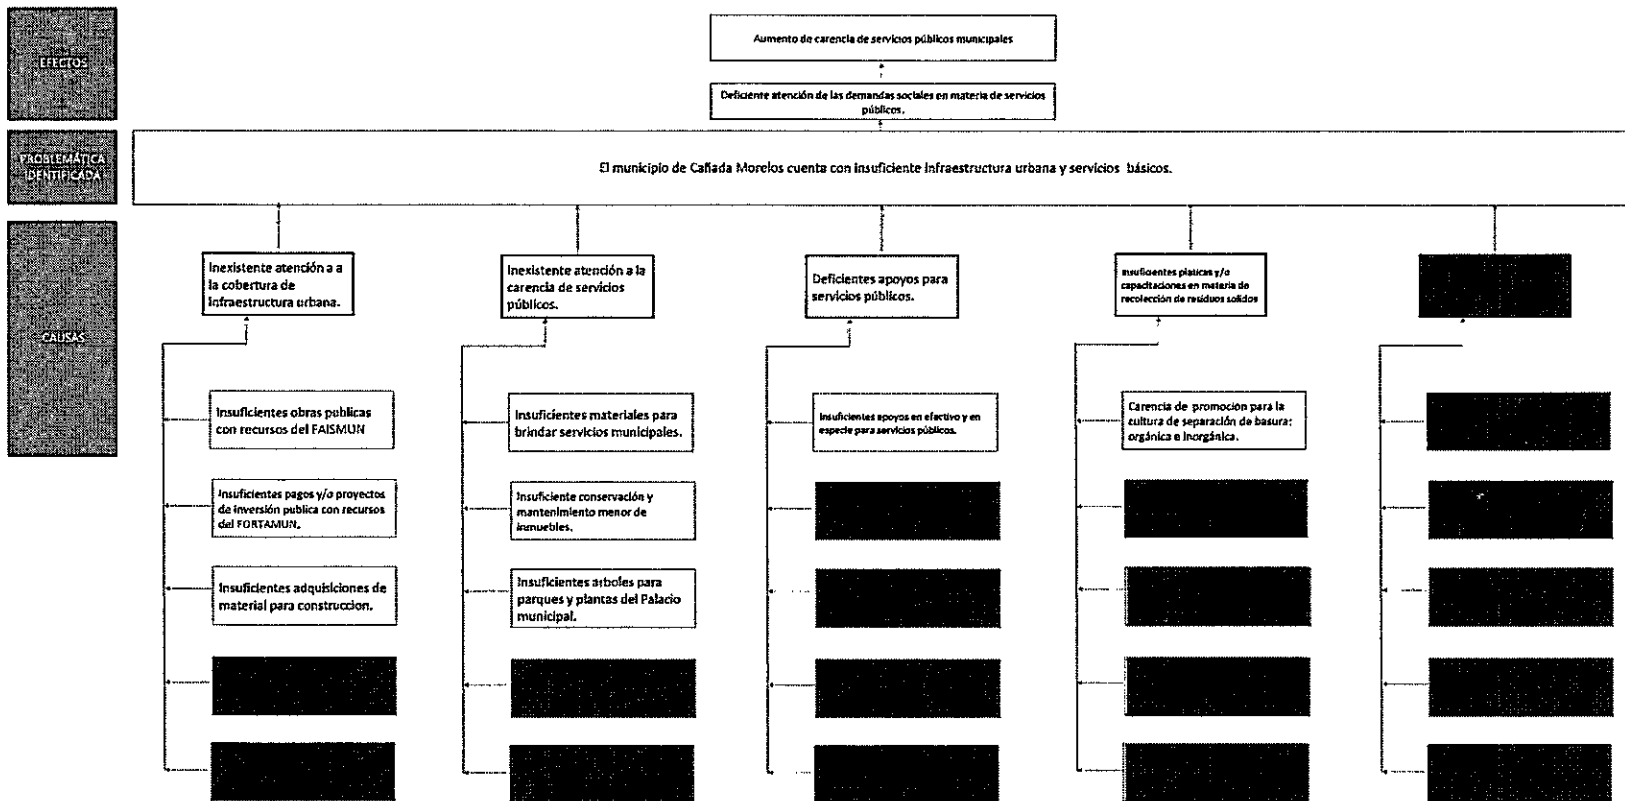 EFECTOS
Aumento de carencia de servicios públicos municipales
Deficiente atención de las demandas sociales en materia de servicios
públicos.
PROBLEMÁTICA
IDENTIFICADA
El municipio de Cañada Morelos cuenta con insuficiente infraestructura urbana y servicios básicos.
CAUSAS
Inexistente atención a a
la cobertura de
infraestructura urbana.
Inexistente atención a la
carencia de servicios
públicos.
Deficientes apoyos para
servicios públicos.
Insuficientes platicas y/o
capacitaciones en materia de
recolección de residuos solidos
Insuficientes obras publicas
con recursos del FAISMUN
Insuficientes materiales para
brindar servicios municipales.
Insuficientes apoyos en efectivo y en
especie para servicios públicos.
Carencia de promoción para la
cultura de separación de basura:
orgánica e inorgánica.
Insuficientes pagos y/o proyectos
de inversión publica con recursos
del FORTAMUN.
Insuficiente conservación y
mantenimiento menor de
inmuebles.
Insuficientes adquisiciones de
material para construccion.
Insuficientes arboles para
parques y plantas del Palacio
municipal.